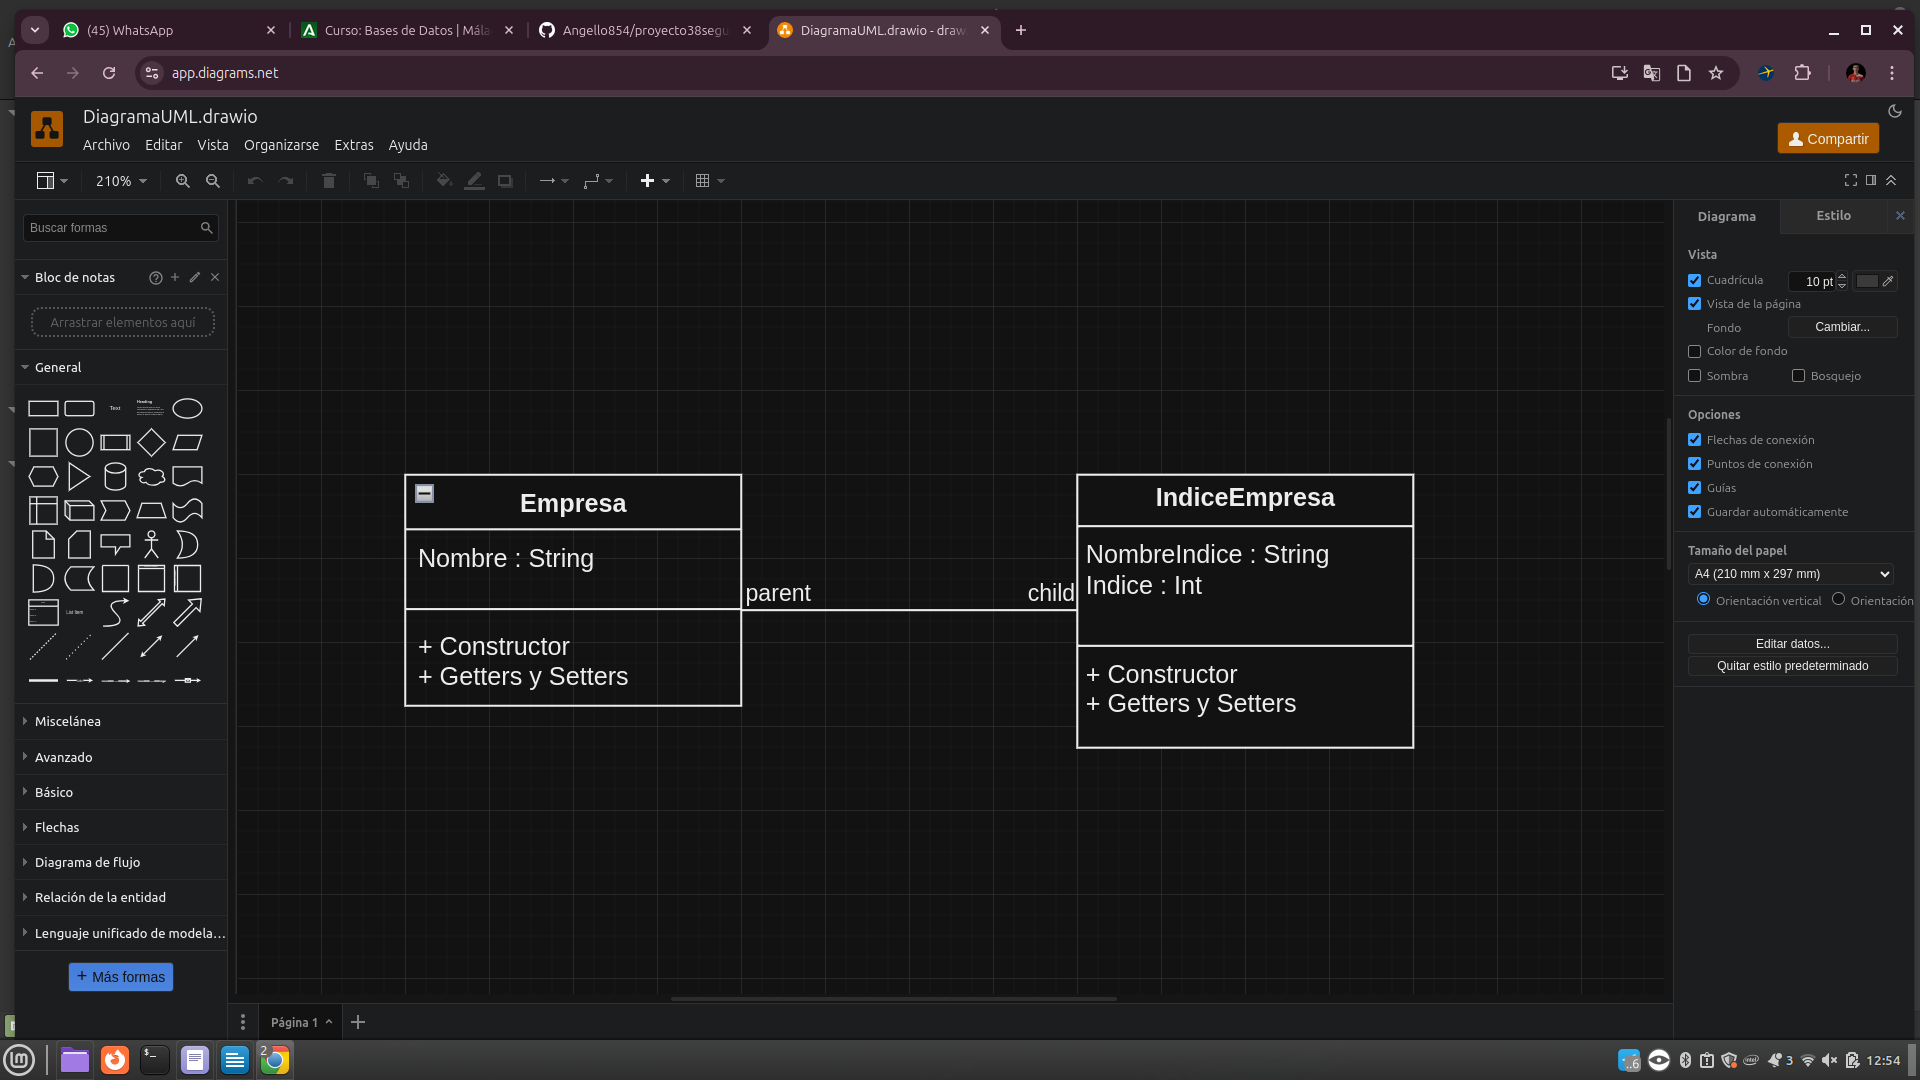 (45) WhatsApp
Curso: Bases de Datos | Mála
Angello854/proyecto38segu
DiagramaUML.drawio - draw
app.diagrams.net
DiagramaUML.drawio
Archivo Editar Vista Organizarse Extras Ayuda
Compartir
210%
Buscar formas
Bloc de notas
Arrastrar elementos aquí
General
Text
Heading
List Item
Miscelánea
Avanzado
Básico
Flechas
Diagrama de flujo
Relación de la entidad
Lenguaje unificado de modela...
+ Más formas
Empresa
Nombre : String
+ Constructor
+ Getters y Setters
parent
child
IndiceEmpresa
NombreIndice : String
Indice : Int
+ Constructor
+ Getters y Setters
Diagrama Estilo
Vista
Cuadrícula 10 pt
Vista de la página
Fondo Cambiar...
Color de fondo
Sombra Bosquejo
Opciones
Flechas de conexión
Puntos de conexión
Guías
Guardar automáticamente
Tamaño del papel
A4 (210 mm x 297 mm)
Orientación vertical Orientación
Editar datos...
Quitar estilo predeterminado
Página 1
2
..6
intel
3
12:54